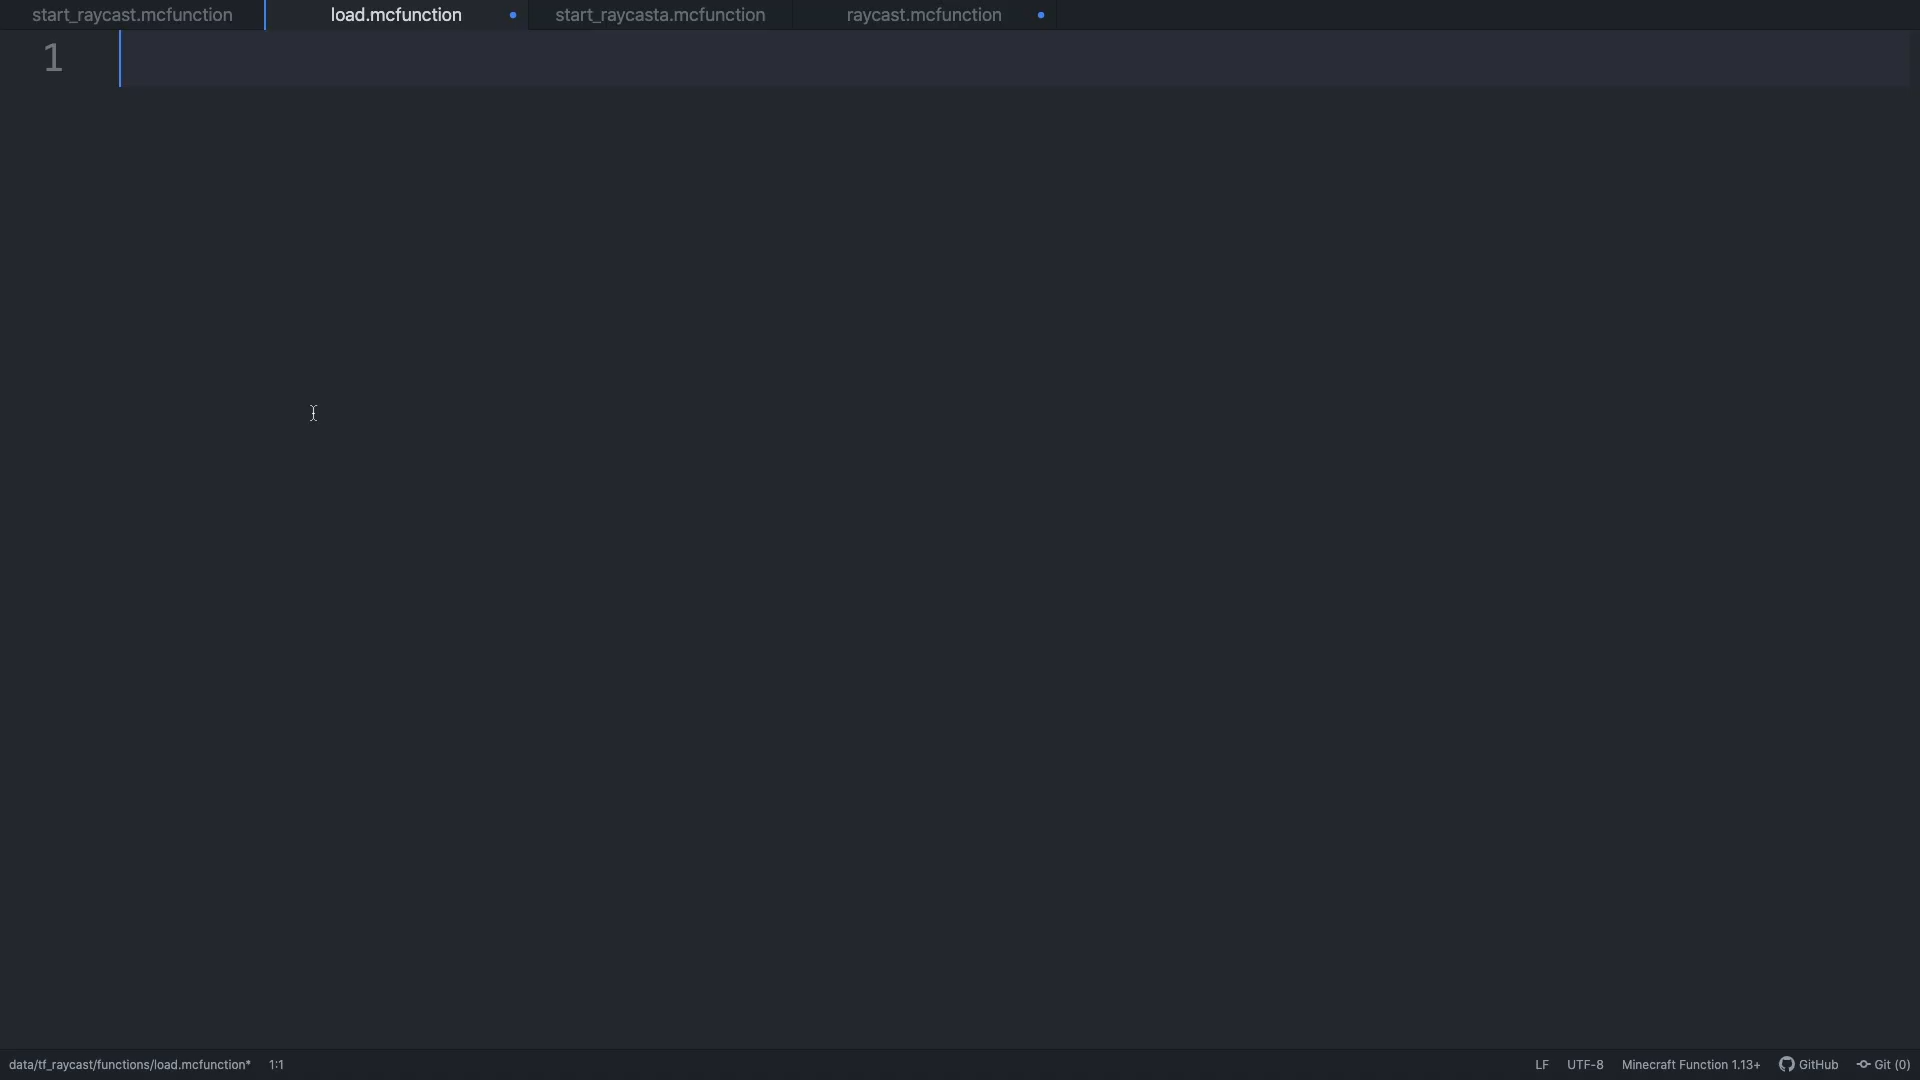 start_raycast.mcfunction load.mcfunction start_raycasta.mcfunction raycast.mcfunction
1
data/tf_raycast/functions/load.mcfunction* 1:1 LF UTF-8 Minecraft Function 1.13+ GitHub Git (0)